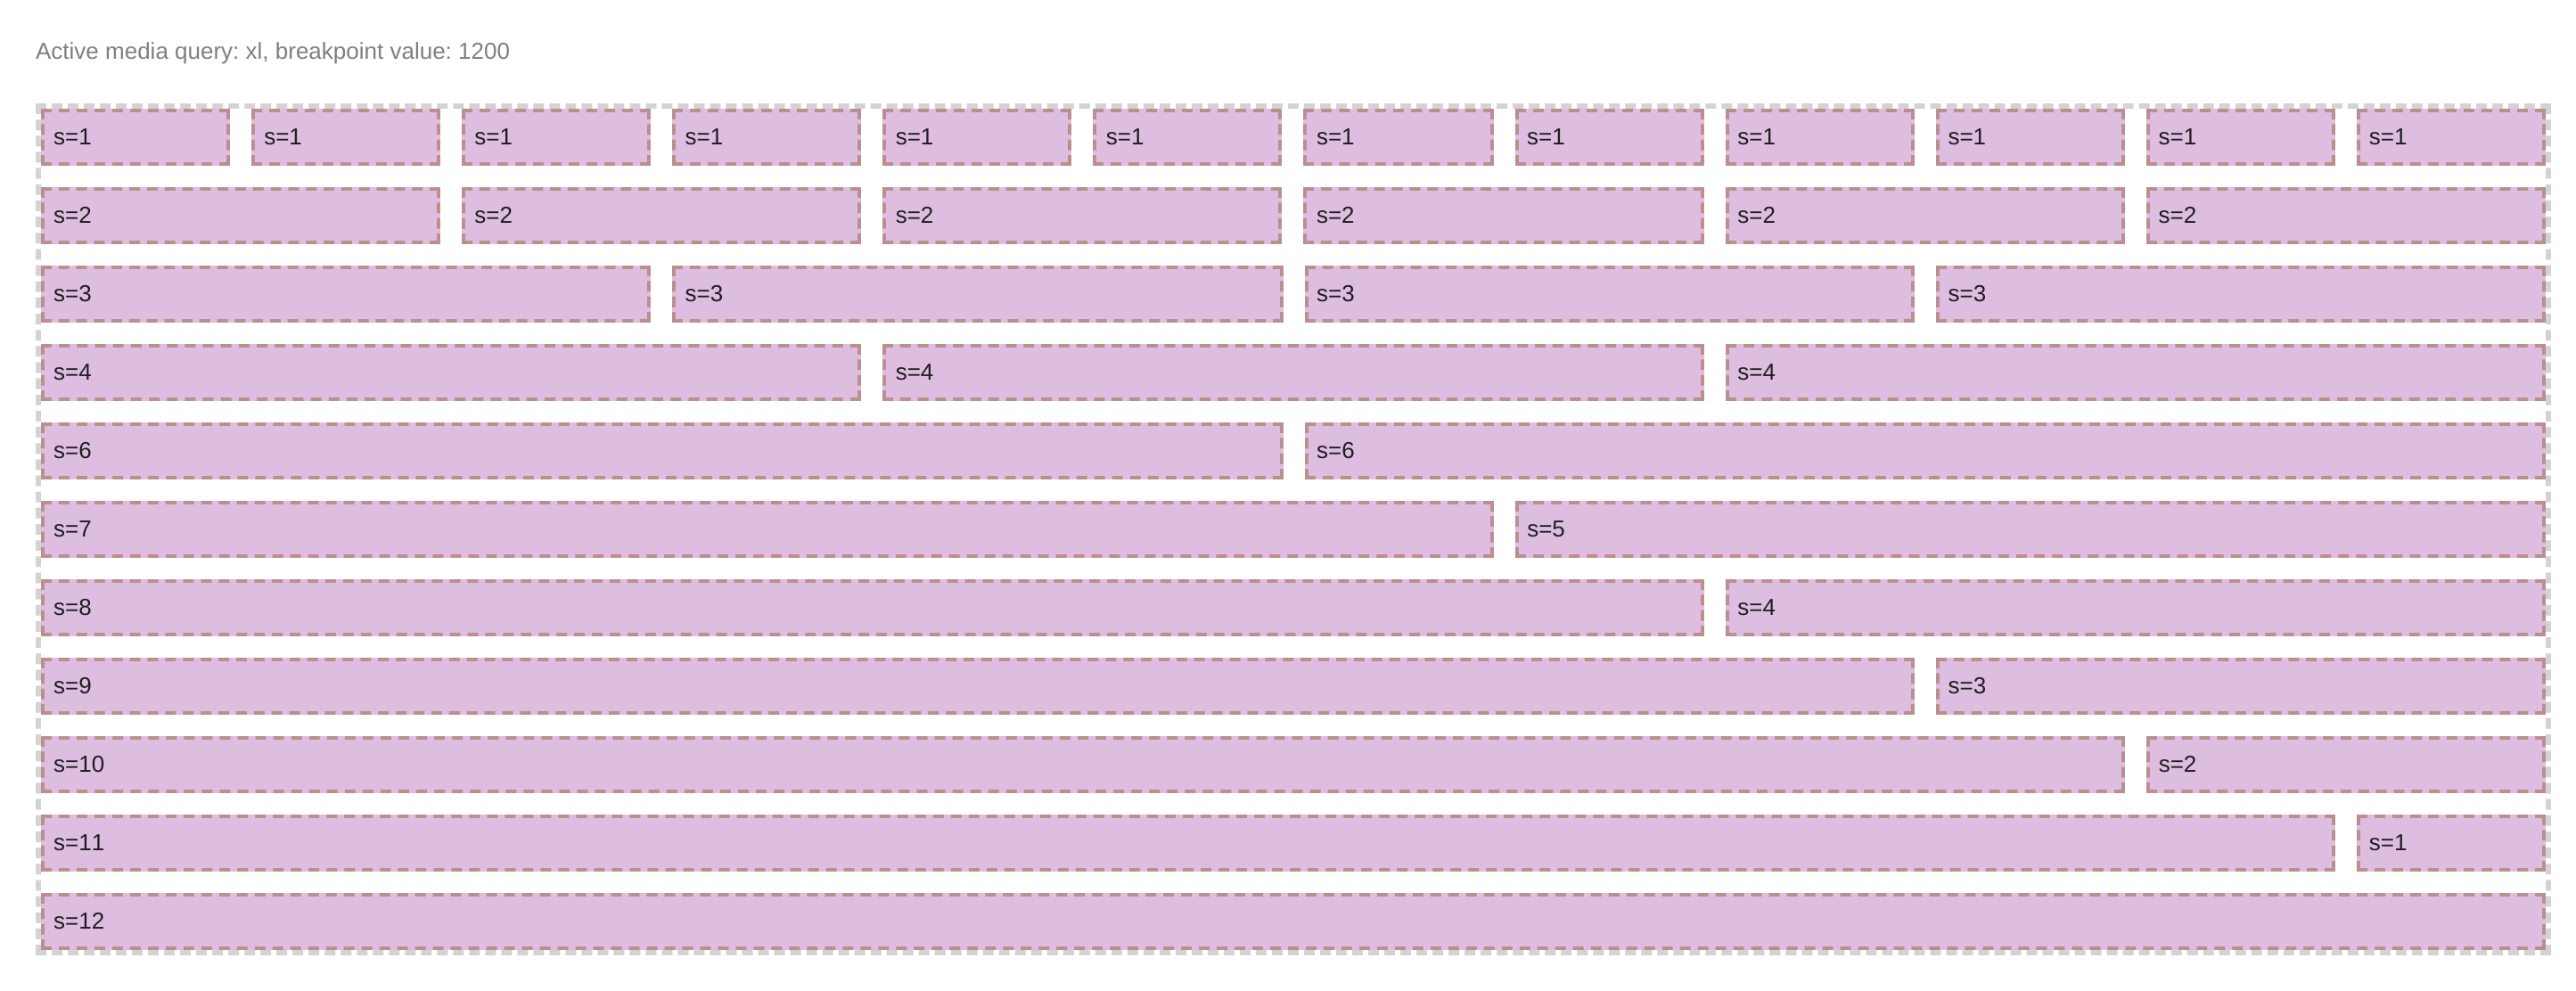 Active media query: xl, breakpoint value: 1200
s=1 s=1 s=1 s=1 s=1 s=1 s=1 s=1 s=1 s=1 s=1 s=1
s=2 s=2 s=2 s=2 s=2 s=2
s=3 s=3 s=3 s=3
s=4 s=4 s=4
s=6 s=6
s=7 s=5
s=8 s=4
s=9 s=3
s=10 s=2
s=11 s=1
s=12